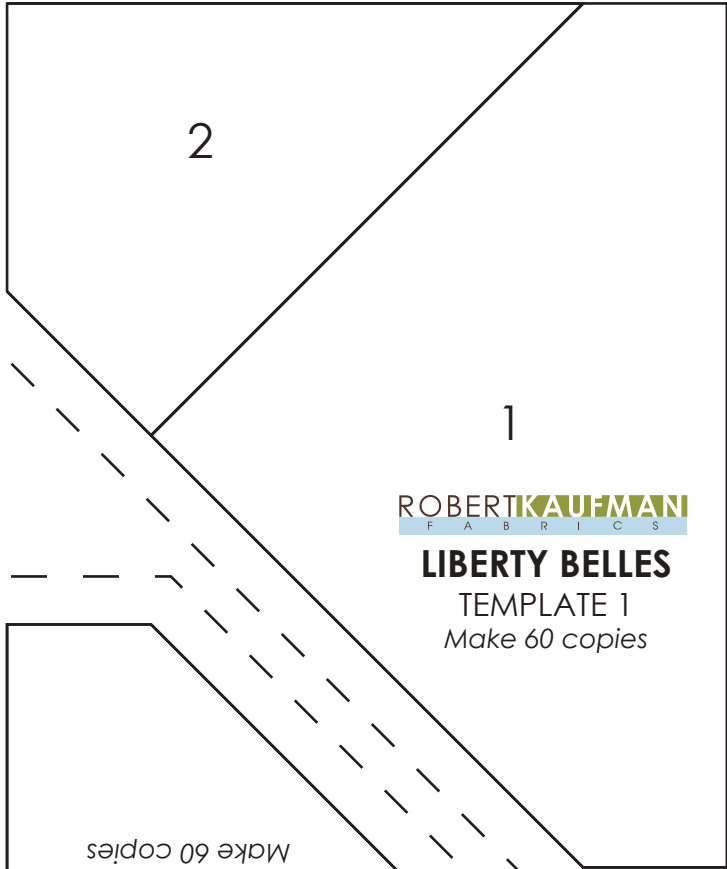 2
1
ROBERTKAUFMAN
FABRICS
LIBERTY BELLES
TEMPLATE 1
Make 60 copies
Make 60 copies